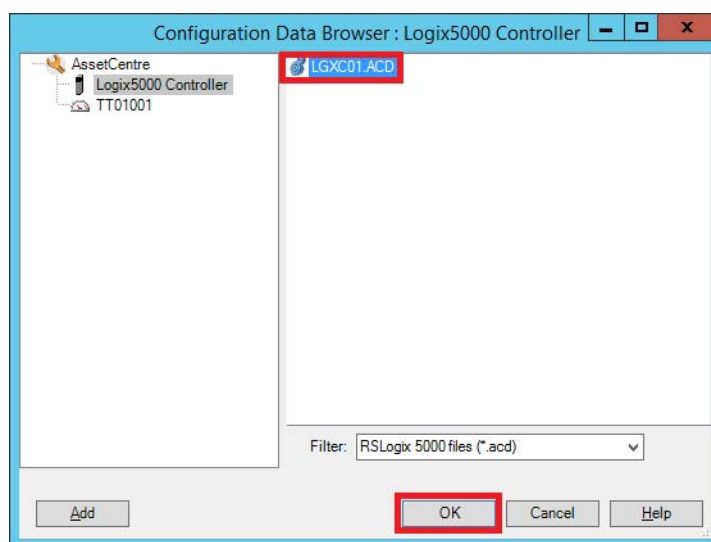 Configuration Data Browser : Logix5000 Controller
AssetCentre
Logix5000 Controller
TT01001
LGXC01.ACD
Filter: RSLogix 5000 files (*.acd)
Add OK Cancel Help